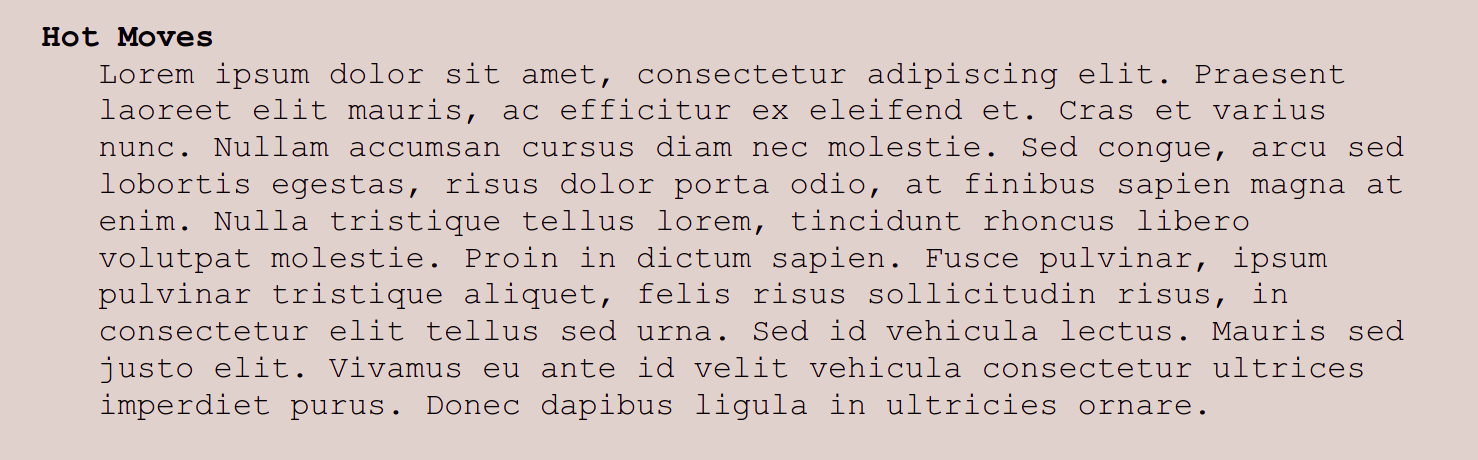 Hot Moves
Lorem ipsum dolor sit amet, consectetur adipiscing elit. Praesent
laoreet elit mauris, ac efficitur ex eleifend et. Cras et varius
nunc. Nullam accumsan cursus diam nec molestie. Sed congue, arcu sed
lobortis egestas, risus dolor porta odio, at finibus sapien magna at
enim. Nulla tristique tellus lorem, tincidunt rhoncus libero
volutpat molestie. Proin in dictum sapien. Fusce pulvinar, ipsum
pulvinar tristique aliquet, felis risus sollicitudin risus, in
consectetur elit tellus sed urna. Sed id vehicula lectus. Mauris sed
justo elit. Vivamus eu ante id velit vehicula consectetur ultrices
imperdiet purus. Donec dapibus ligula in ultricies ornare.